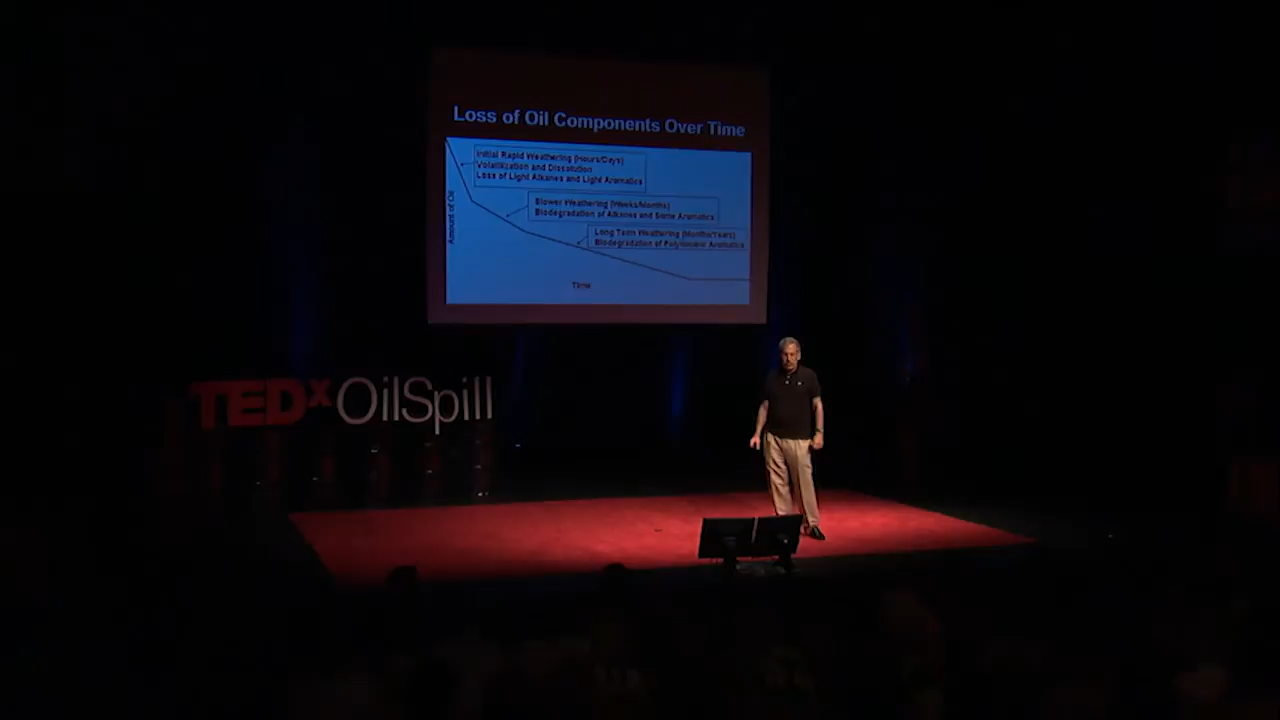 Loss of Oil Components Over Time
Initial Rapid Weathering (Hours/Days)
Volatilization and Dissolution
Loss of Light Alkanes and Light Aromatics
Slower Weathering (Weeks/Months)
Biodegradation of Alkanes and Some Aromatics
Long Term Weathering (Months/Years)
Biodegradation of Polynuclear Aromatics
Amount of Oil
Time
TEDxOilSpill